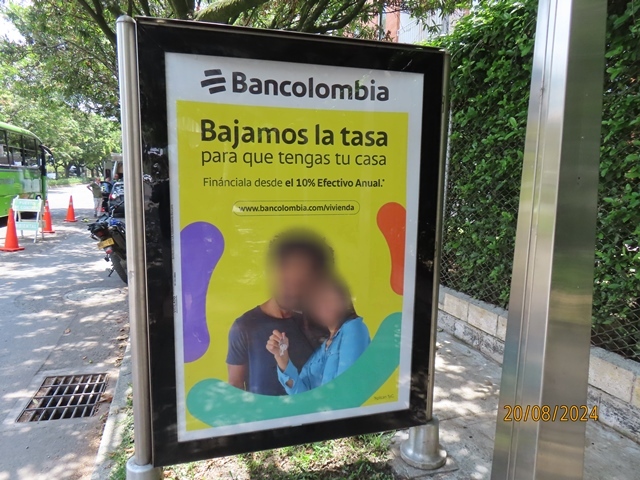 Bancolombia
Bajamos la tasa
para que tengas tu casa
Fináncíala desde el 10% Efectivo Anual.*
www.bancolombia.com/vivienda
20/08/2024